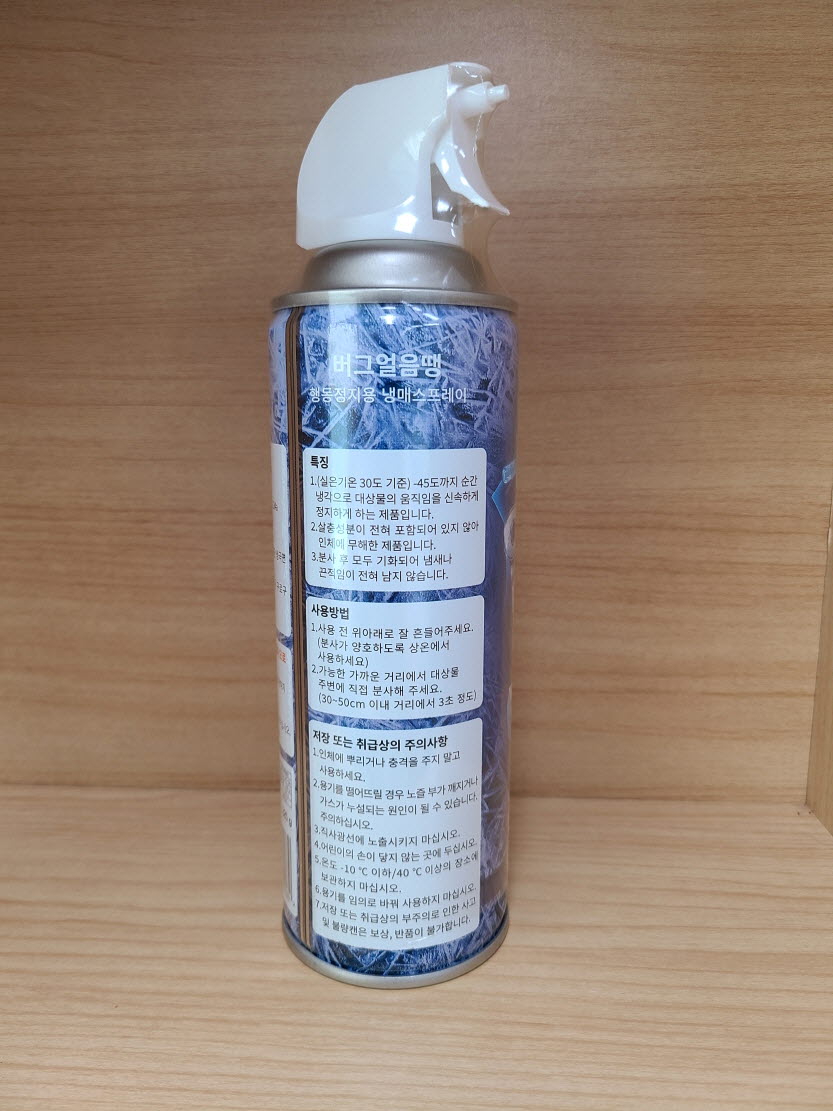 버그얼음땡
행동정지용 냉매스프레이
특징
1.(실온기온 30도 기준) -45도까지 순간
냉각으로 대상물의 움직임을 신속하게
정지하게 하는 제품입니다.
2.살충성분이 전혀 포함되어 있지 않아
인체에 무해한 제품입니다.
3.분사 후 모두 기화되어 냄새나
끈적임이 전혀 남지 않습니다.
사용방법
1.사용 전 위아래로 잘 흔들어주세요.
(분사가 양호하도록 상온에서
사용하세요)
2.가능한 가까운 거리에서 대상물
주변에 직접 분사해 주세요.
(30~50cm 이내 거리에서 3초 정도)
저장 또는 취급상의 주의사항
1.인체에 뿌리거나 충격을 주지 말고
사용하세요.
2.용기를 떨어뜨릴 경우 노즐 부가 깨지거나
가스가 누설되는 원인이 될 수 있습니다.
주의하십시오.
3.직사광선에 노출시키지 마십시오.
4.어린이의 손이 닿지 않는 곳에 두십시오.
5.온도 -10 ℃ 이하/40 ℃ 이상의 장소에
보관하지 마십시오.
6.용기를 임의로 바꿔 사용하지 마십시오.
7.저장 또는 취급상의 부주의로 인한 사고
및 불량캔은 보상, 반품이 불가합니다.